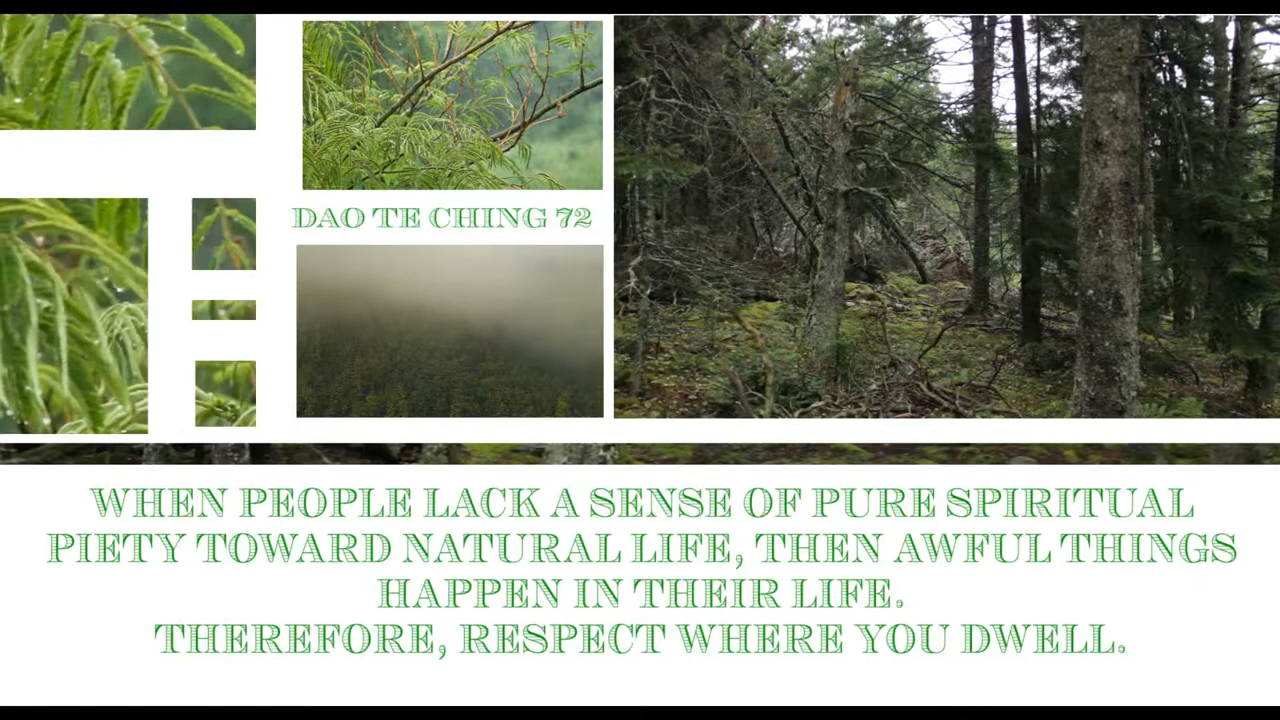 DAO TE CHING 72
WHEN PEOPLE LACK A SENSE OF PURE SPIRITUAL
PIETY TOWARD NATURAL LIFE, THEN AWFUL THINGS
HAPPEN IN THEIR LIFE.
THEREFORE, RESPECT WHERE YOU DWELL.